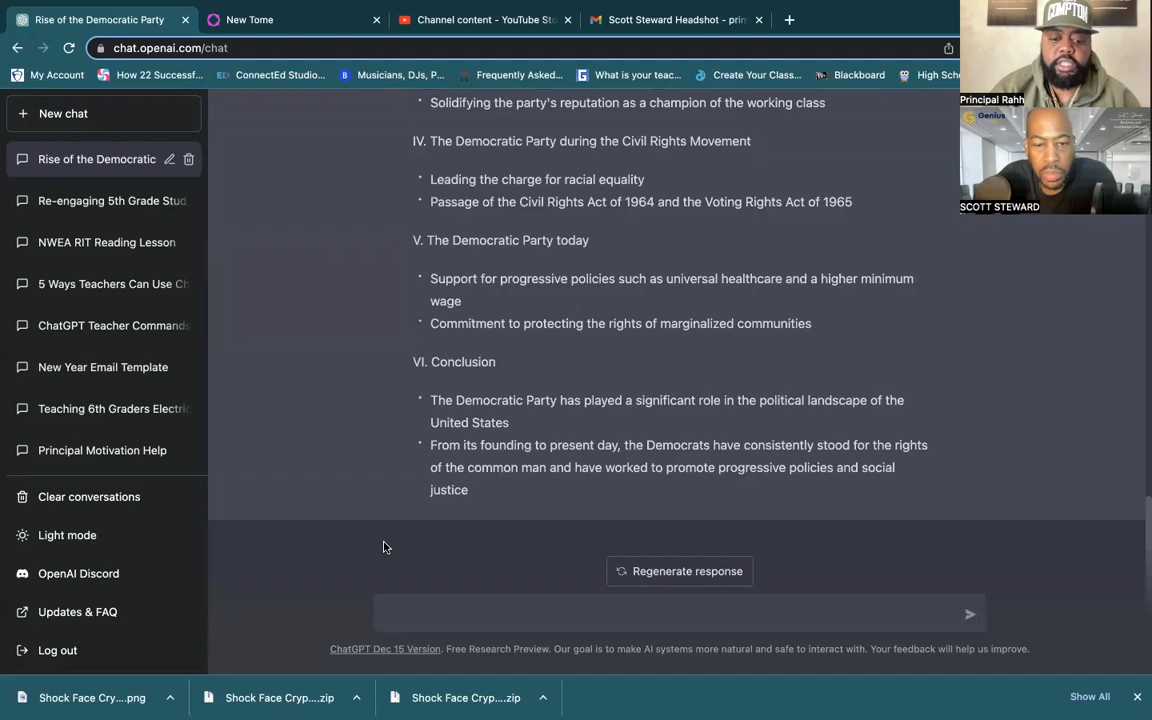 Rise of the Democratic Party
New Tome
Channel content - YouTube Stu
Scott Steward Headshot - prin
chat.openai.com/chat
My Account
How 22 Successf...
ConnectEd Studio...
Musicians, DJs, P...
Frequently Asked...
What is your teac...
Create Your Class...
Blackboard
High Sch
COMPTON
Principal Rahh
Genius
SCOTT STEWARD
New chat
Rise of the Democratic
Re-engaging 5th Grade Stud
NWEA RIT Reading Lesson
5 Ways Teachers Can Use Ch
ChatGPT Teacher Commands
New Year Email Template
Teaching 6th Graders Electric
Principal Motivation Help
Clear conversations
Light mode
OpenAI Discord
Updates & FAQ
Log out
• Solidifying the party's reputation as a champion of the working class
IV. The Democratic Party during the Civil Rights Movement
• Leading the charge for racial equality
• Passage of the Civil Rights Act of 1964 and the Voting Rights Act of 1965
V. The Democratic Party today
• Support for progressive policies such as universal healthcare and a higher minimum
wage
• Commitment to protecting the rights of marginalized communities
VI. Conclusion
• The Democratic Party has played a significant role in the political landscape of the
United States
• From its founding to present day, the Democrats have consistently stood for the rights
of the common man and have worked to promote progressive policies and social
justice
Regenerate response
ChatGPT Dec 15 Version. Free Research Preview. Our goal is to make AI systems more natural and safe to interact with. Your feedback will help us improve.
Shock Face Cryp....png
Shock Face Cryp....zip
Shock Face Cryp....zip
Show All